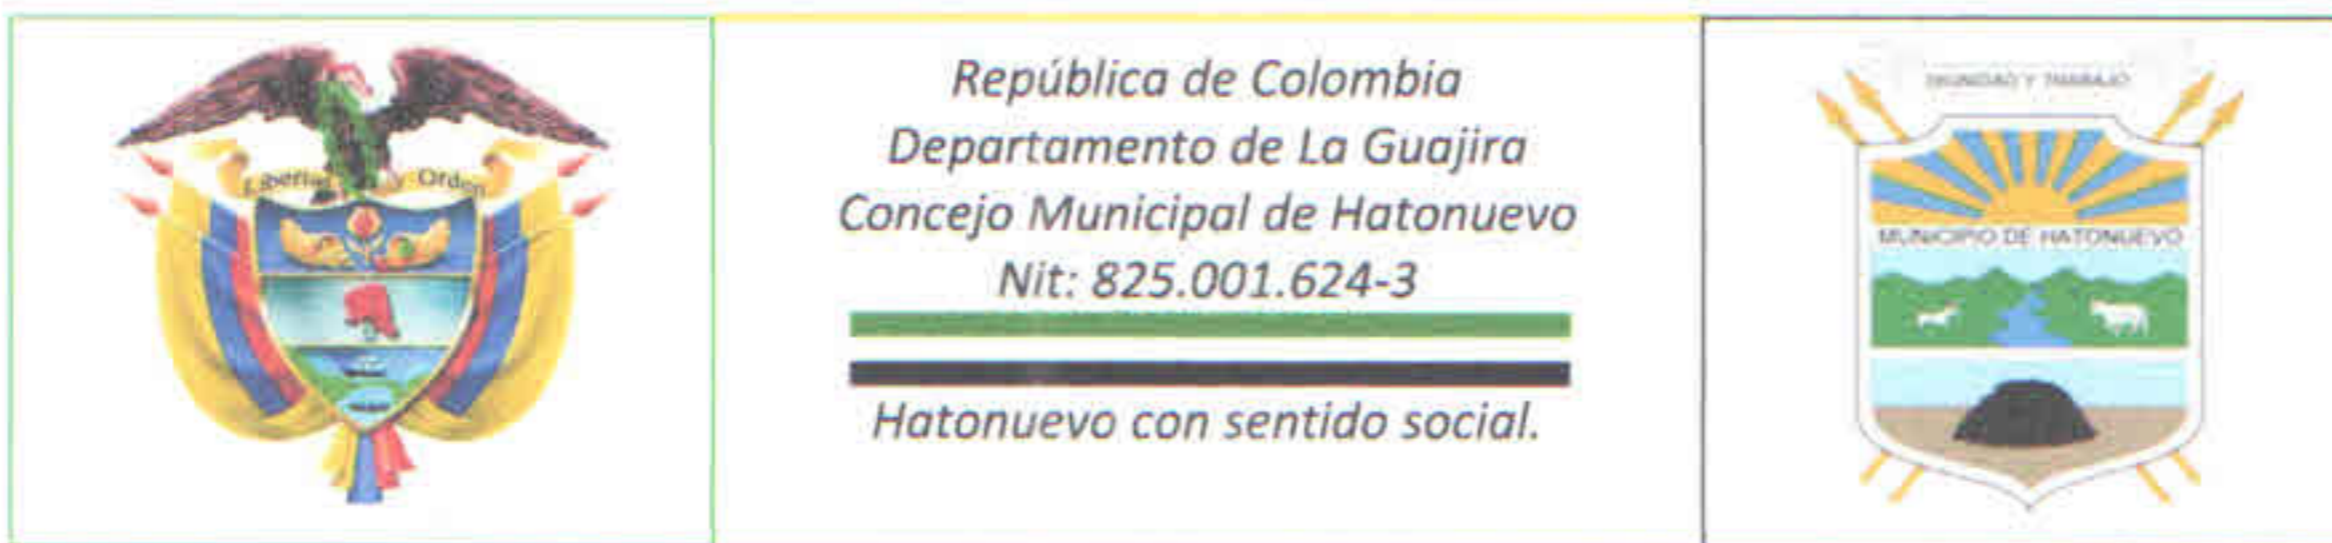 Libertad y Orden
República de Colombia
Departamento de La Guajira
Concejo Municipal de Hatonuevo
Nit: 825.001.624-3
Hatonuevo con sentido social.
Y TRABAJO
MUNICIPIO DE HATONUEVO